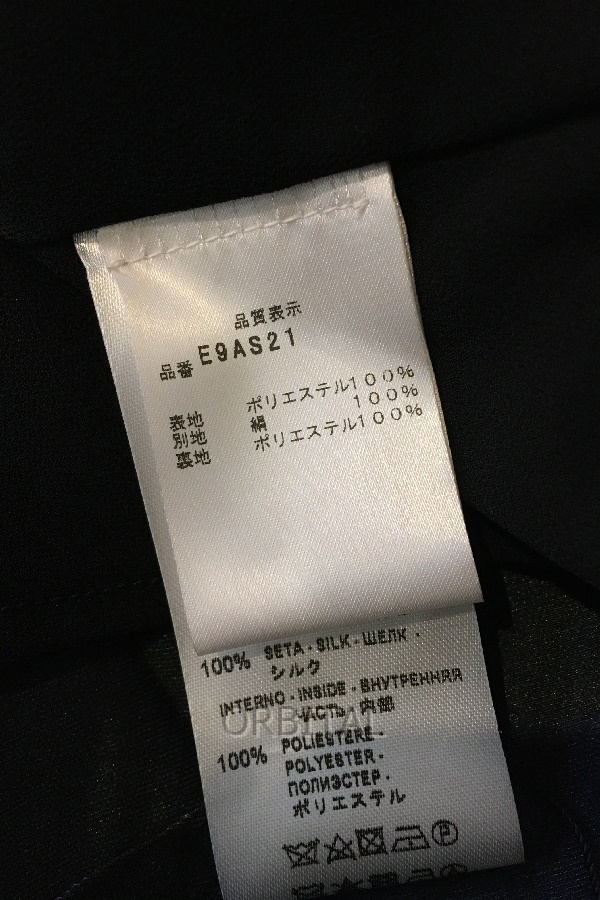 品質表示
品番 E9AS21
表地 ポリエステル100%
別地 絹 100%
裏地 ポリエステル100%
100% SETA - SILK - ШЕЛК -
シルク
INTERNO - INSIDE - ВНУТРЕННЯЯ
ЧАСТЬ - 内部
ORBITAL
100% POLIESTERE -
POLYESTER -
ПОЛИЭСТЕР -
ポリエステル